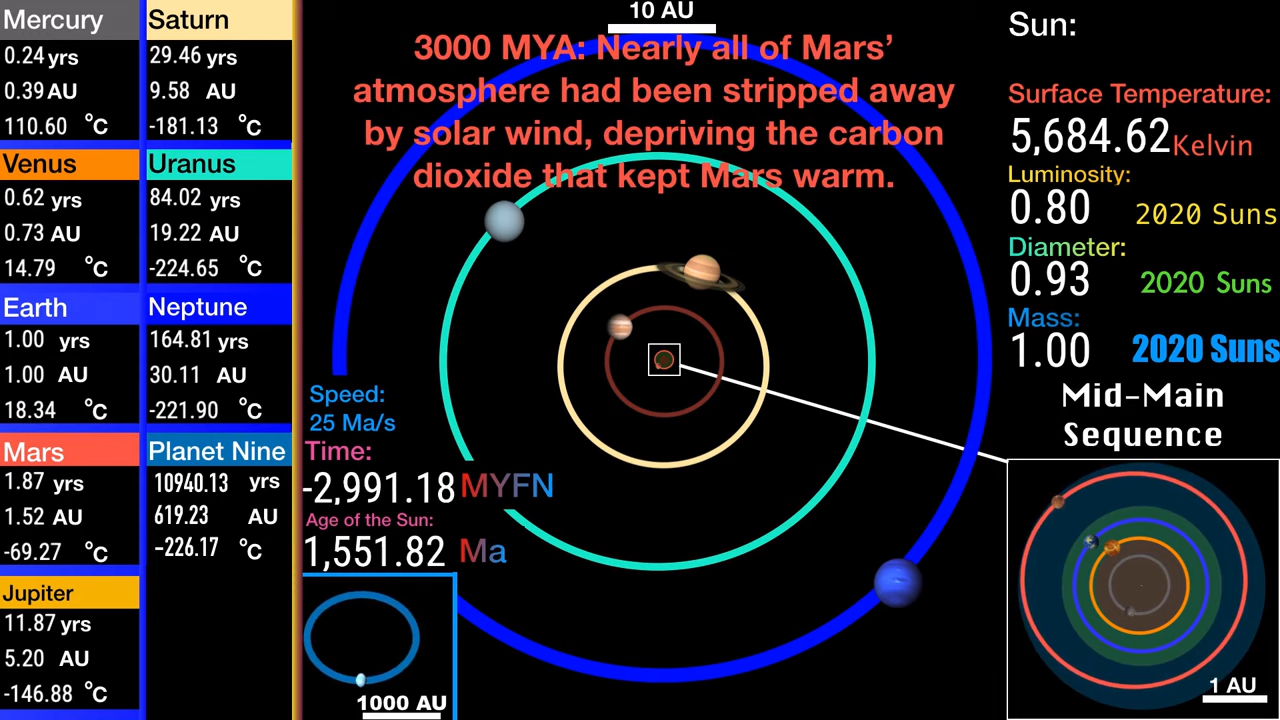 Mercury
0.24 yrs
0.39 AU
110.60 °C
Venus
0.62 yrs
0.73 AU
14.79 °C
Earth
1.00 yrs
1.00 AU
18.34 °C
Mars
1.87 yrs
1.52 AU
-69.27 °C
Jupiter
11.87 yrs
5.20 AU
-146.88 °C
Saturn
29.46 yrs
9.58 AU
-181.13 °C
Uranus
84.02 yrs
19.22 AU
-224.65 °C
Neptune
164.81 yrs
30.11 AU
-221.90 °C
Planet Nine
10940.13 yrs
619.23 AU
-226.17 °C
10 AU
3000 MYA: Nearly all of Mars’
atmosphere had been stripped away
by solar wind, depriving the carbon
dioxide that kept Mars warm.
Speed:
25 Ma/s
Time:
-2,991.18 MYFN
Age of the Sun:
1,551.82 Ma
1000 AU
Sun:
Surface Temperature:
5,684.62 Kelvin
Luminosity:
0.80 2020 Suns
Diameter:
0.93 2020 Suns
Mass:
1.00 2020 Suns
Mid-Main
Sequence
1 AU